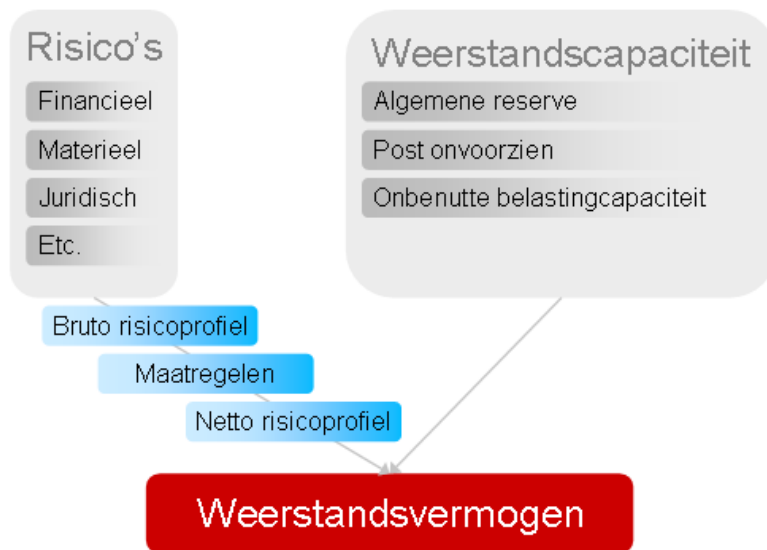 Risico's
Financieel
Materieel
Juridisch
Etc.
Weerstandscapaciteit
Algemene reserve
Post onvoorzien
Onbenutte belastingcapaciteit
Bruto risicoprofiel
Maatregelen
Netto risicoprofiel
Weerstandsvermogen